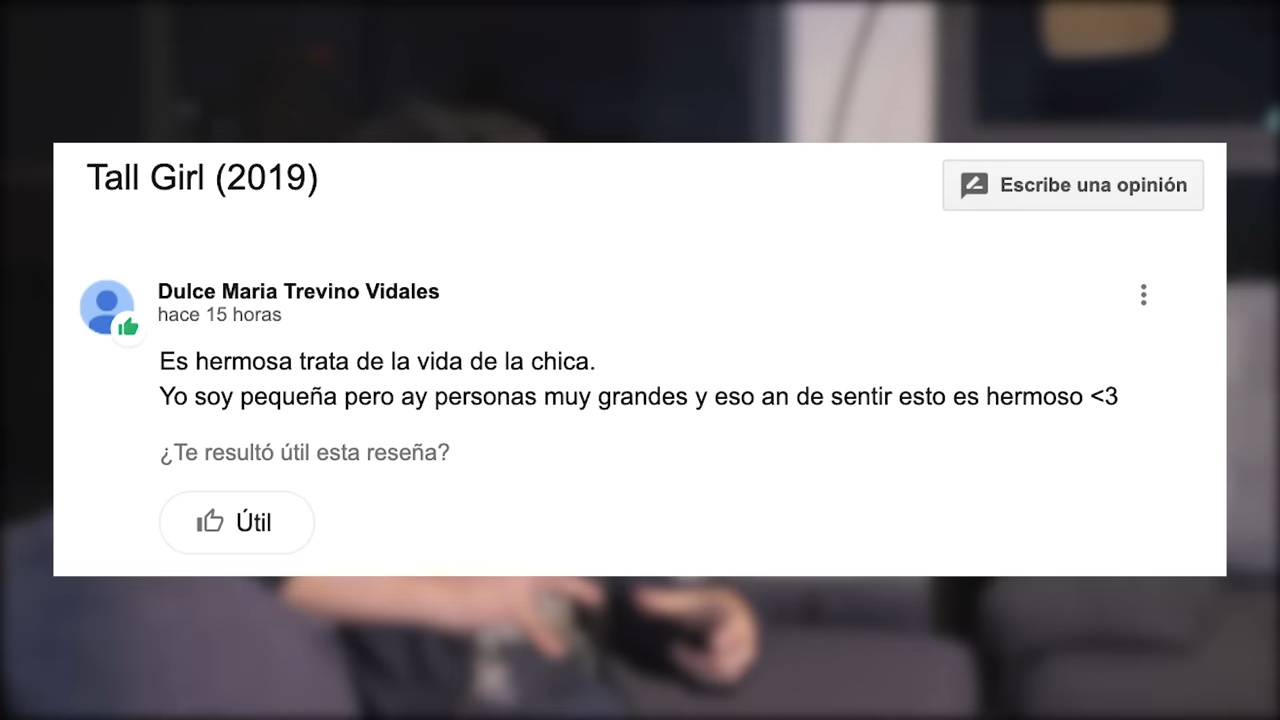 Tall Girl (2019)
Escribe una opinión
Dulce Maria Trevino Vidales
hace 15 horas
Es hermosa trata de la vida de la chica.
Yo soy pequeña pero ay personas muy grandes y eso an de sentir esto es hermoso <3
¿Te resultó útil esta reseña?
Útil